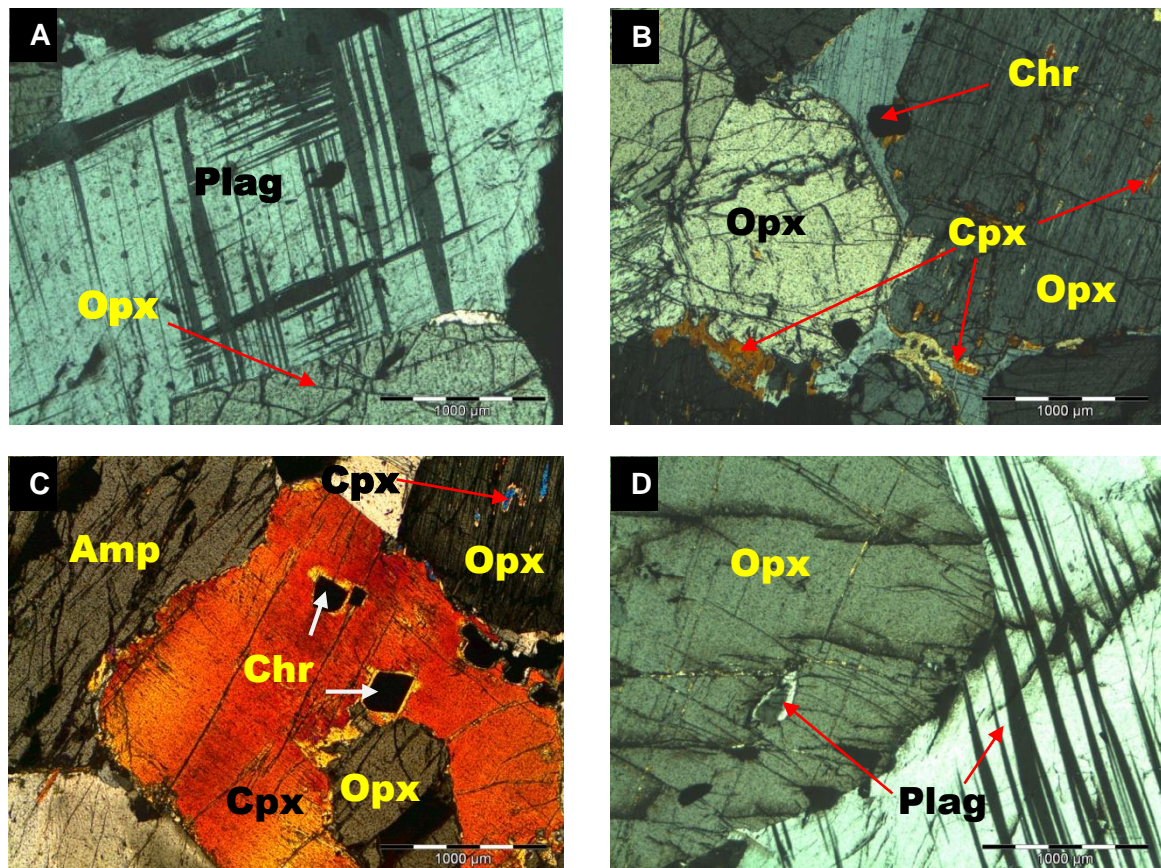 A
Plag
Opx
1000 µm
B
Chr
Opx
Cpx
Opx
1000 µm
C
Cpx
Amp
Opx
Chr
Opx
Cpx
1000 µm
D
Opx
Plag
1000 µm